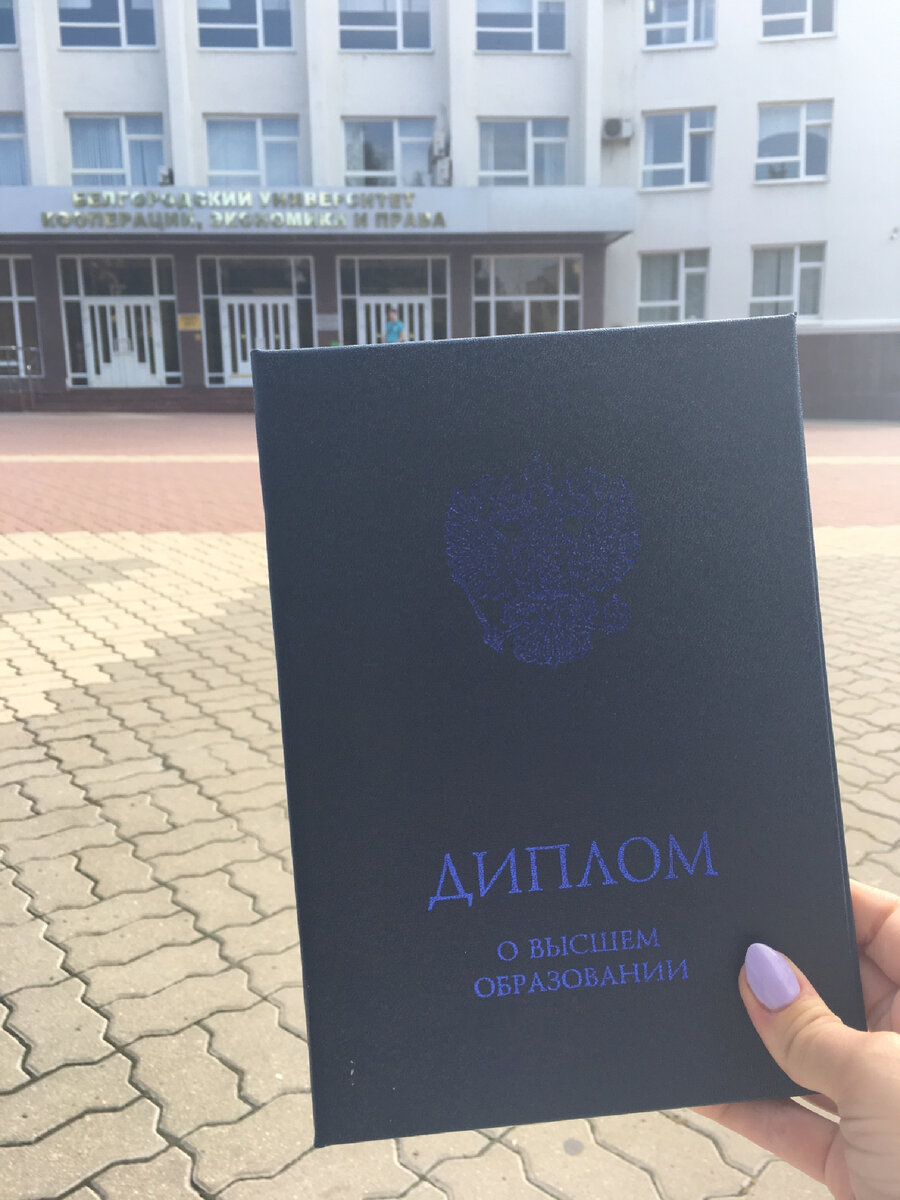 БЕЛГОРОДСКИЙ УНИВЕРСИТЕТ
КООПЕРАЦИИ, ЭКОНОМИКИ И ПРАВА
ДИПЛОМ
О ВЫСШЕМ
ОБРАЗОВАНИИ